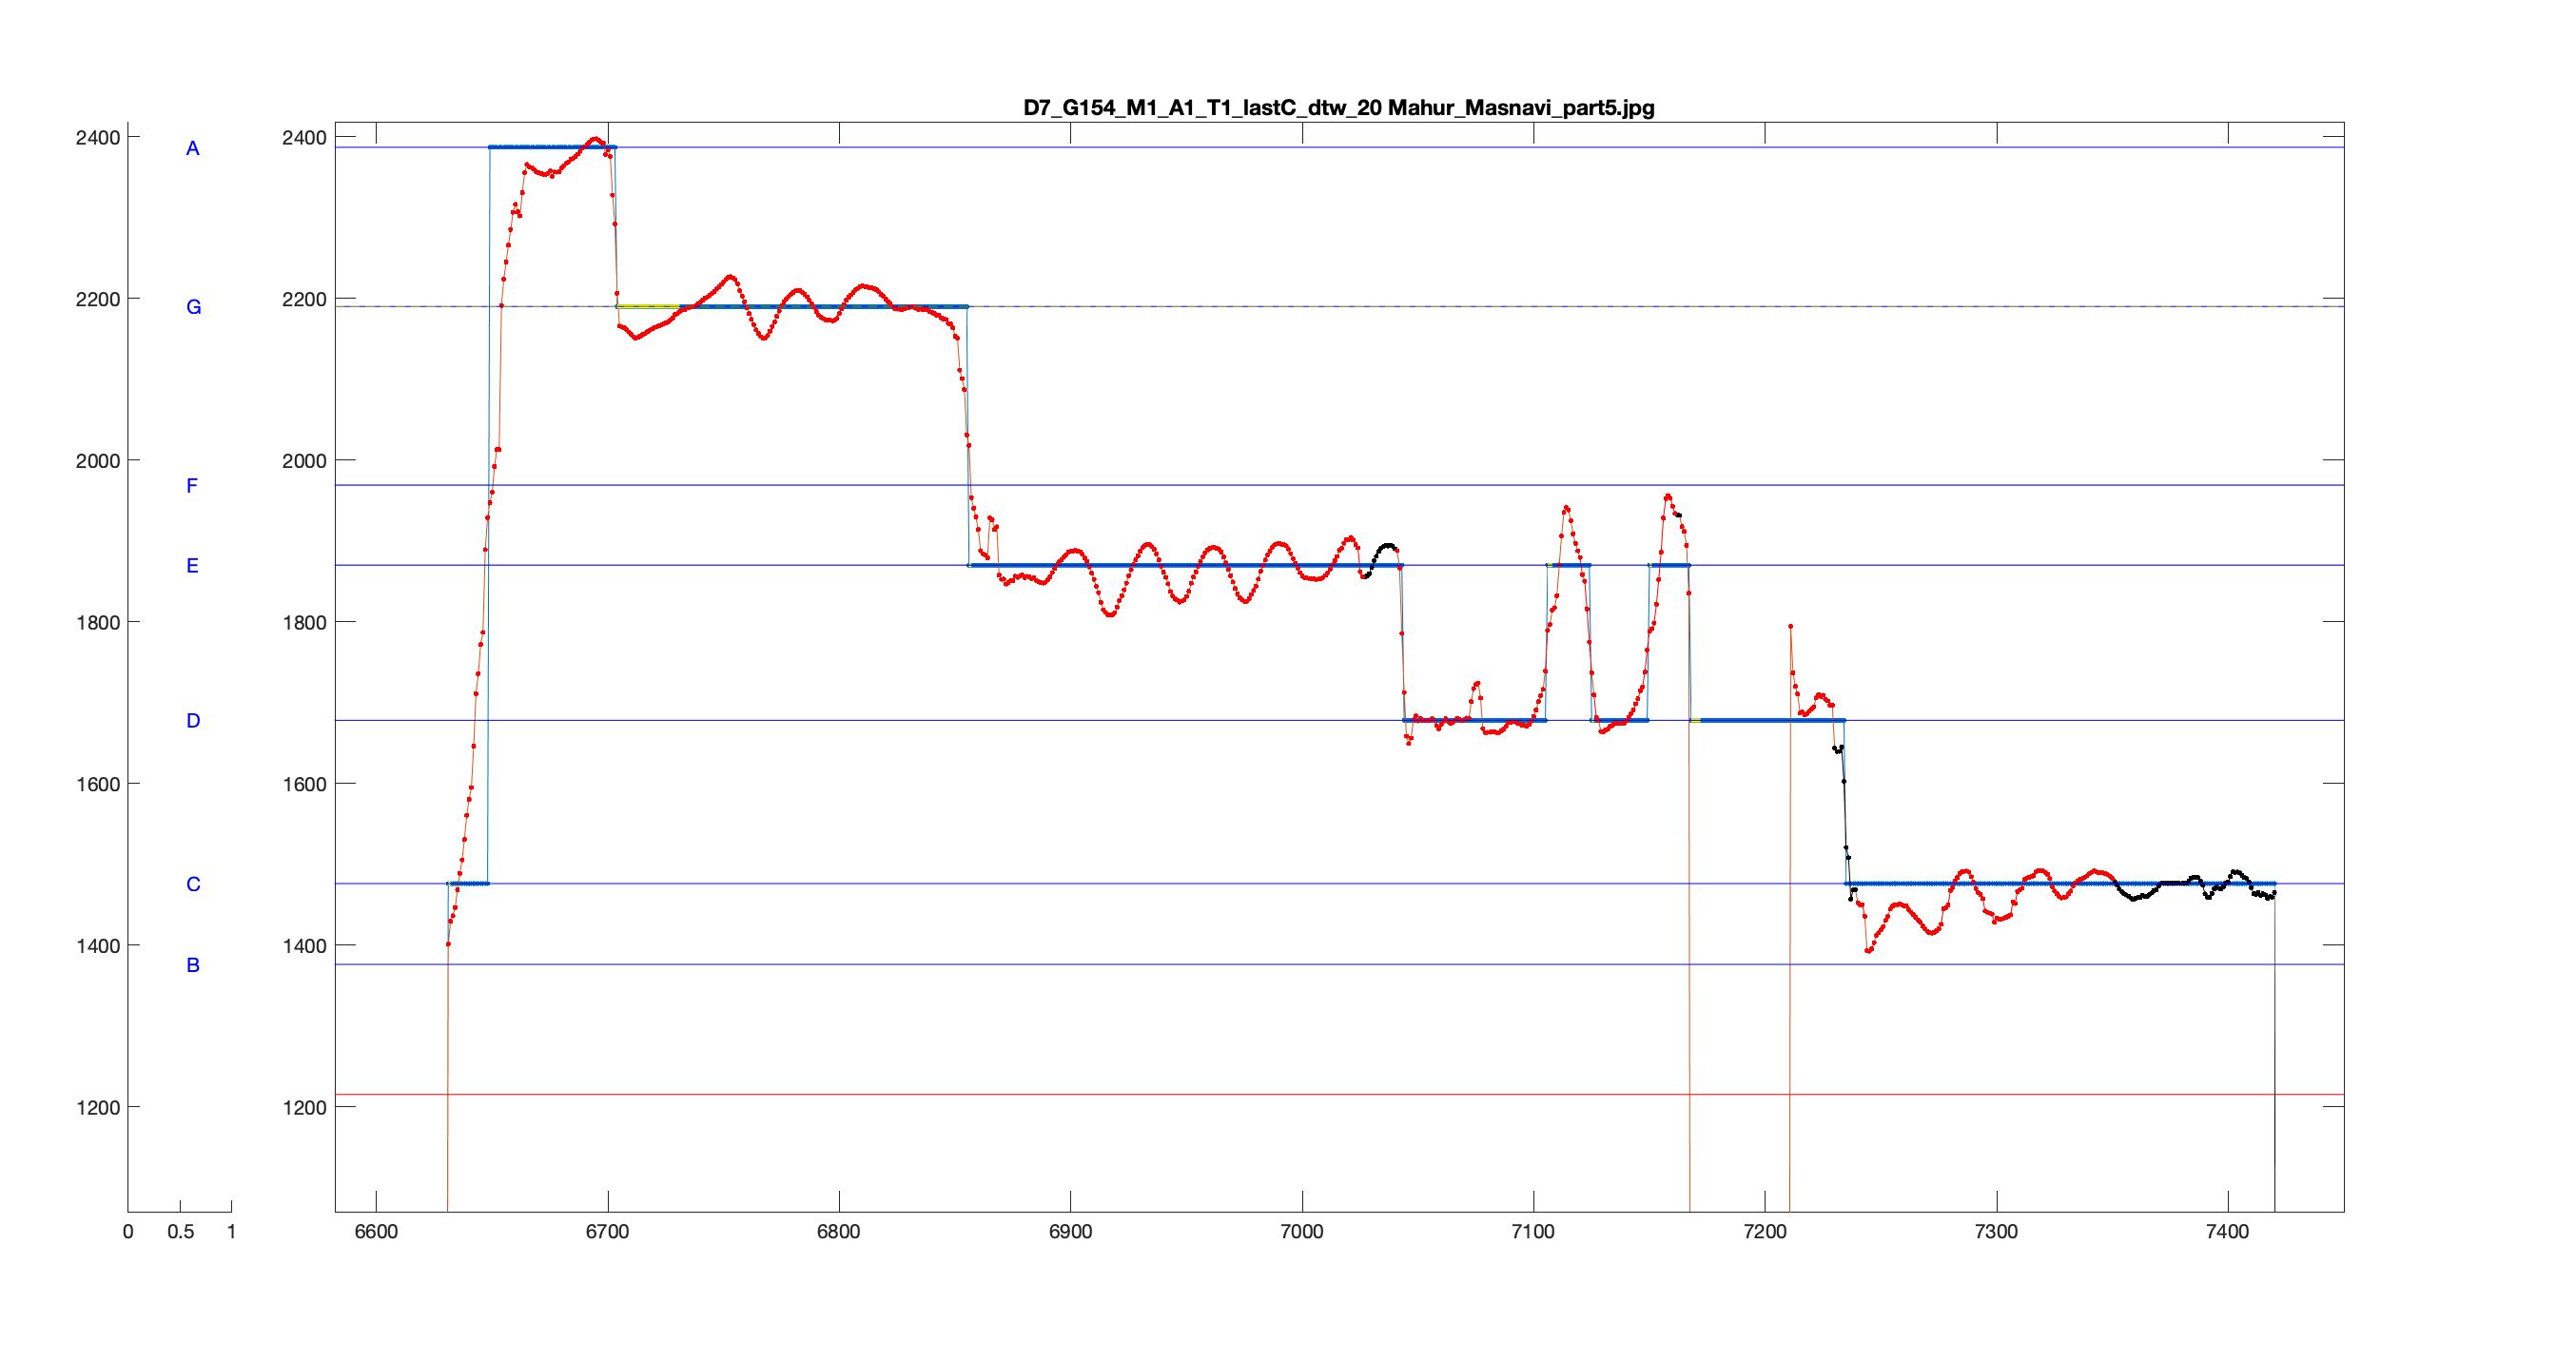 D7_G154_M1_A1_T1_lastC_dtw_20 Mahur_Masnavi_part5.jpg
2400 A 2400
2200 G 2200
2000 2000
F
E
1800 1800
D
1600 1600
C
1400 1400
B
1200 1200
0 0.5 1 6600 6700 6800 6900 7000 7100 7200 7300 7400